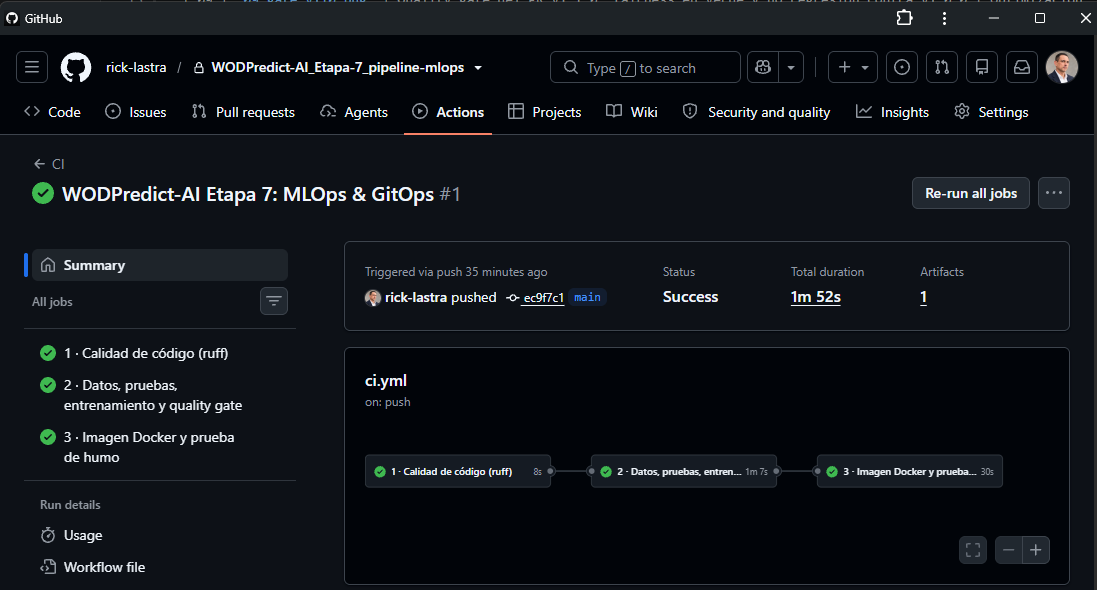 GitHub
rick-lastra / WODPredict-AI_Etapa-7_pipeline-mlops
Type / to search
Code Issues Pull requests Agents Actions Projects Wiki Security and quality Insights Settings
← CI
WODPredict-AI Etapa 7: MLOps & GitOps #1
Re-run all jobs
Summary
All jobs
1 · Calidad de código (ruff)
2 · Datos, pruebas,
entrenamiento y quality gate
3 · Imagen Docker y prueba
de humo
Run details
Usage
Workflow file
Triggered via push 35 minutes ago
rick-lastra pushed ec9f7c1 main
Status
Success
Total duration
1m 52s
Artifacts
1
ci.yml
on: push
1 · Calidad de código (ruff) 8s
2 · Datos, pruebas, entren... 1m 7s
3 · Imagen Docker y prueba... 30s